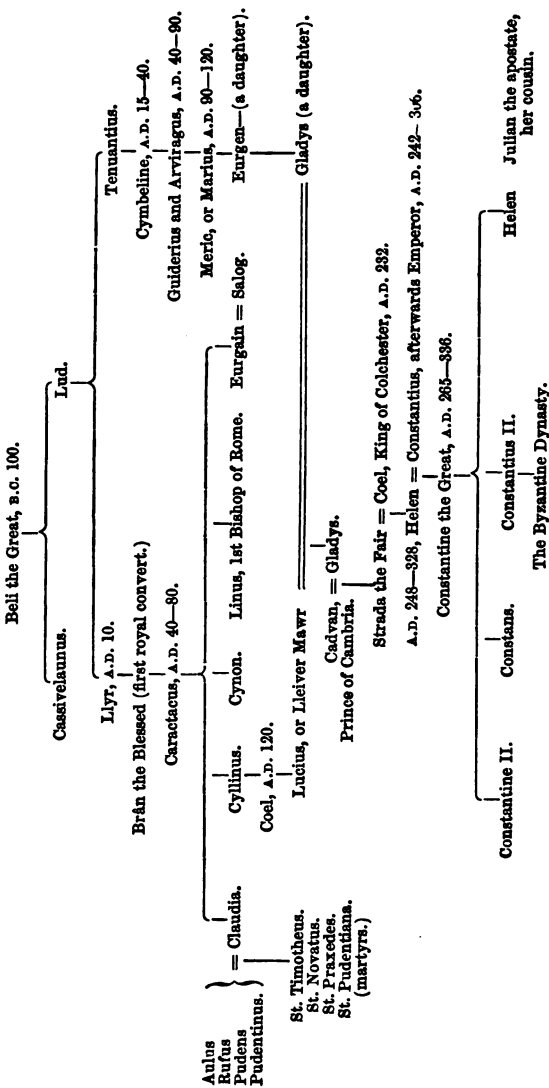 Beli the Great, B.C. 100.
Cassivelaunus. Lud.
Llyr, A.D. 10. Tenuantius.
Brân the Blessed (first royal convert.) Cymbeline, A.D. 15—40.
Caractacus, A.D. 40—80. Guiderius and Arviragus, A.D. 40—90.
Meric, or Marius, A.D. 90—120.
Aulus
Rufus
Pudens
Pudentinus.
= Claudia. Cyllinus. Cynon. Linus, 1st Bishop of Rome. Eurgain = Salog. Eurgen—(a daughter).
St. Timotheus.
St. Novatus.
St. Praxedes.
St. Pudentiana.
(martyrs.)
Coel, A.D. 120.
Lucius, or Lleiver Mawr Gladys (a daughter).
Cadvan, = Gladys.
Prince of Cambria.
Strada the Fair = Coel, King of Colchester, A.D. 232.
A.D. 248—328, Helen = Constantius, afterwards Emperor, A.D. 242—306.
Constantine the Great, A.D. 265—336.
Constantine II. Constans. Constantius II. Helen Julian the apostate,
her cousin.
The Byzantine Dynasty.